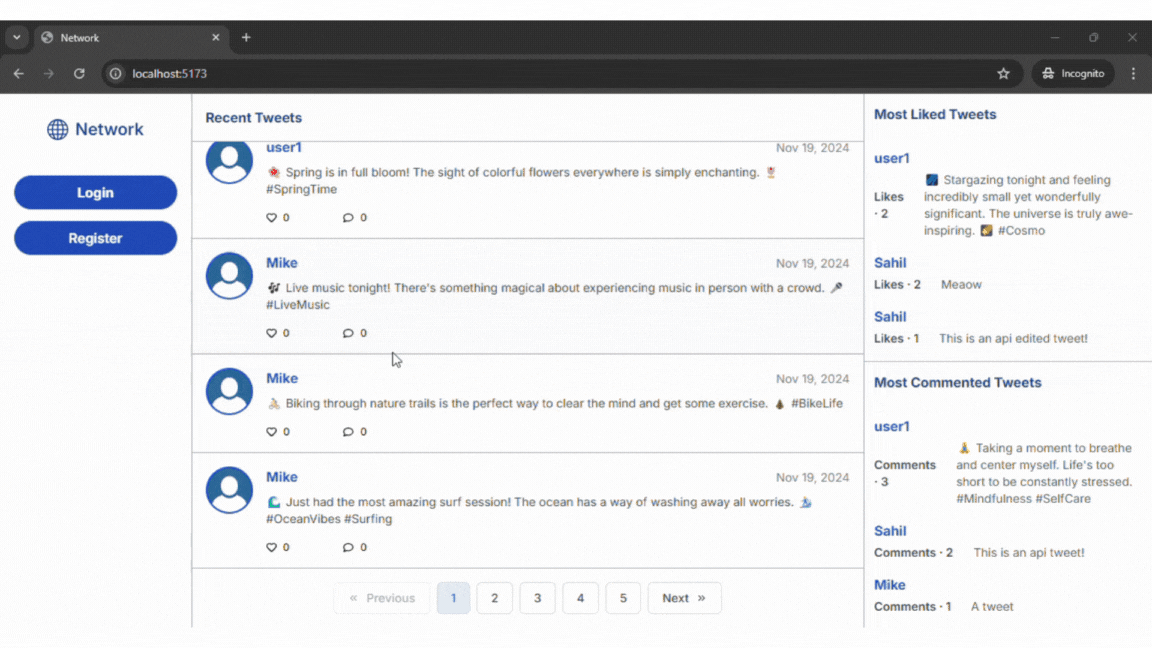 Network
localhost:5173
Incognito
Network
Login
Register
Recent Tweets
user1
Nov 19, 2024
🌺 Spring is in full bloom! The sight of colorful flowers everywhere is simply enchanting. 🌷
#SpringTime
0
0
Mike
Nov 19, 2024
🎶 Live music tonight! There's something magical about experiencing music in person with a crowd. 🎤
#LiveMusic
0
0
Mike
Nov 19, 2024
🚴 Biking through nature trails is the perfect way to clear the mind and get some exercise. 🌲 #BikeLife
0
0
Mike
Nov 19, 2024
🌊 Just had the most amazing surf session! The ocean has a way of washing away all worries. 🏄
#OceanVibes #Surfing
0
0
« Previous
1
2
3
4
5
Next »
Most Liked Tweets
user1
Likes
· 2
🌌 Stargazing tonight and feeling
incredibly small yet wonderfully
significant. The universe is truly awe-
inspiring. 🌠 #Cosmo
Sahil
Likes · 2
Meaow
Sahil
Likes · 1
This is an api edited tweet!
Most Commented Tweets
user1
Comments
· 3
🙏 Taking a moment to breathe
and center myself. Life's too
short to be constantly stressed.
#Mindfulness #SelfCare
Sahil
Comments · 2
This is an api tweet!
Mike
Comments · 1
A tweet